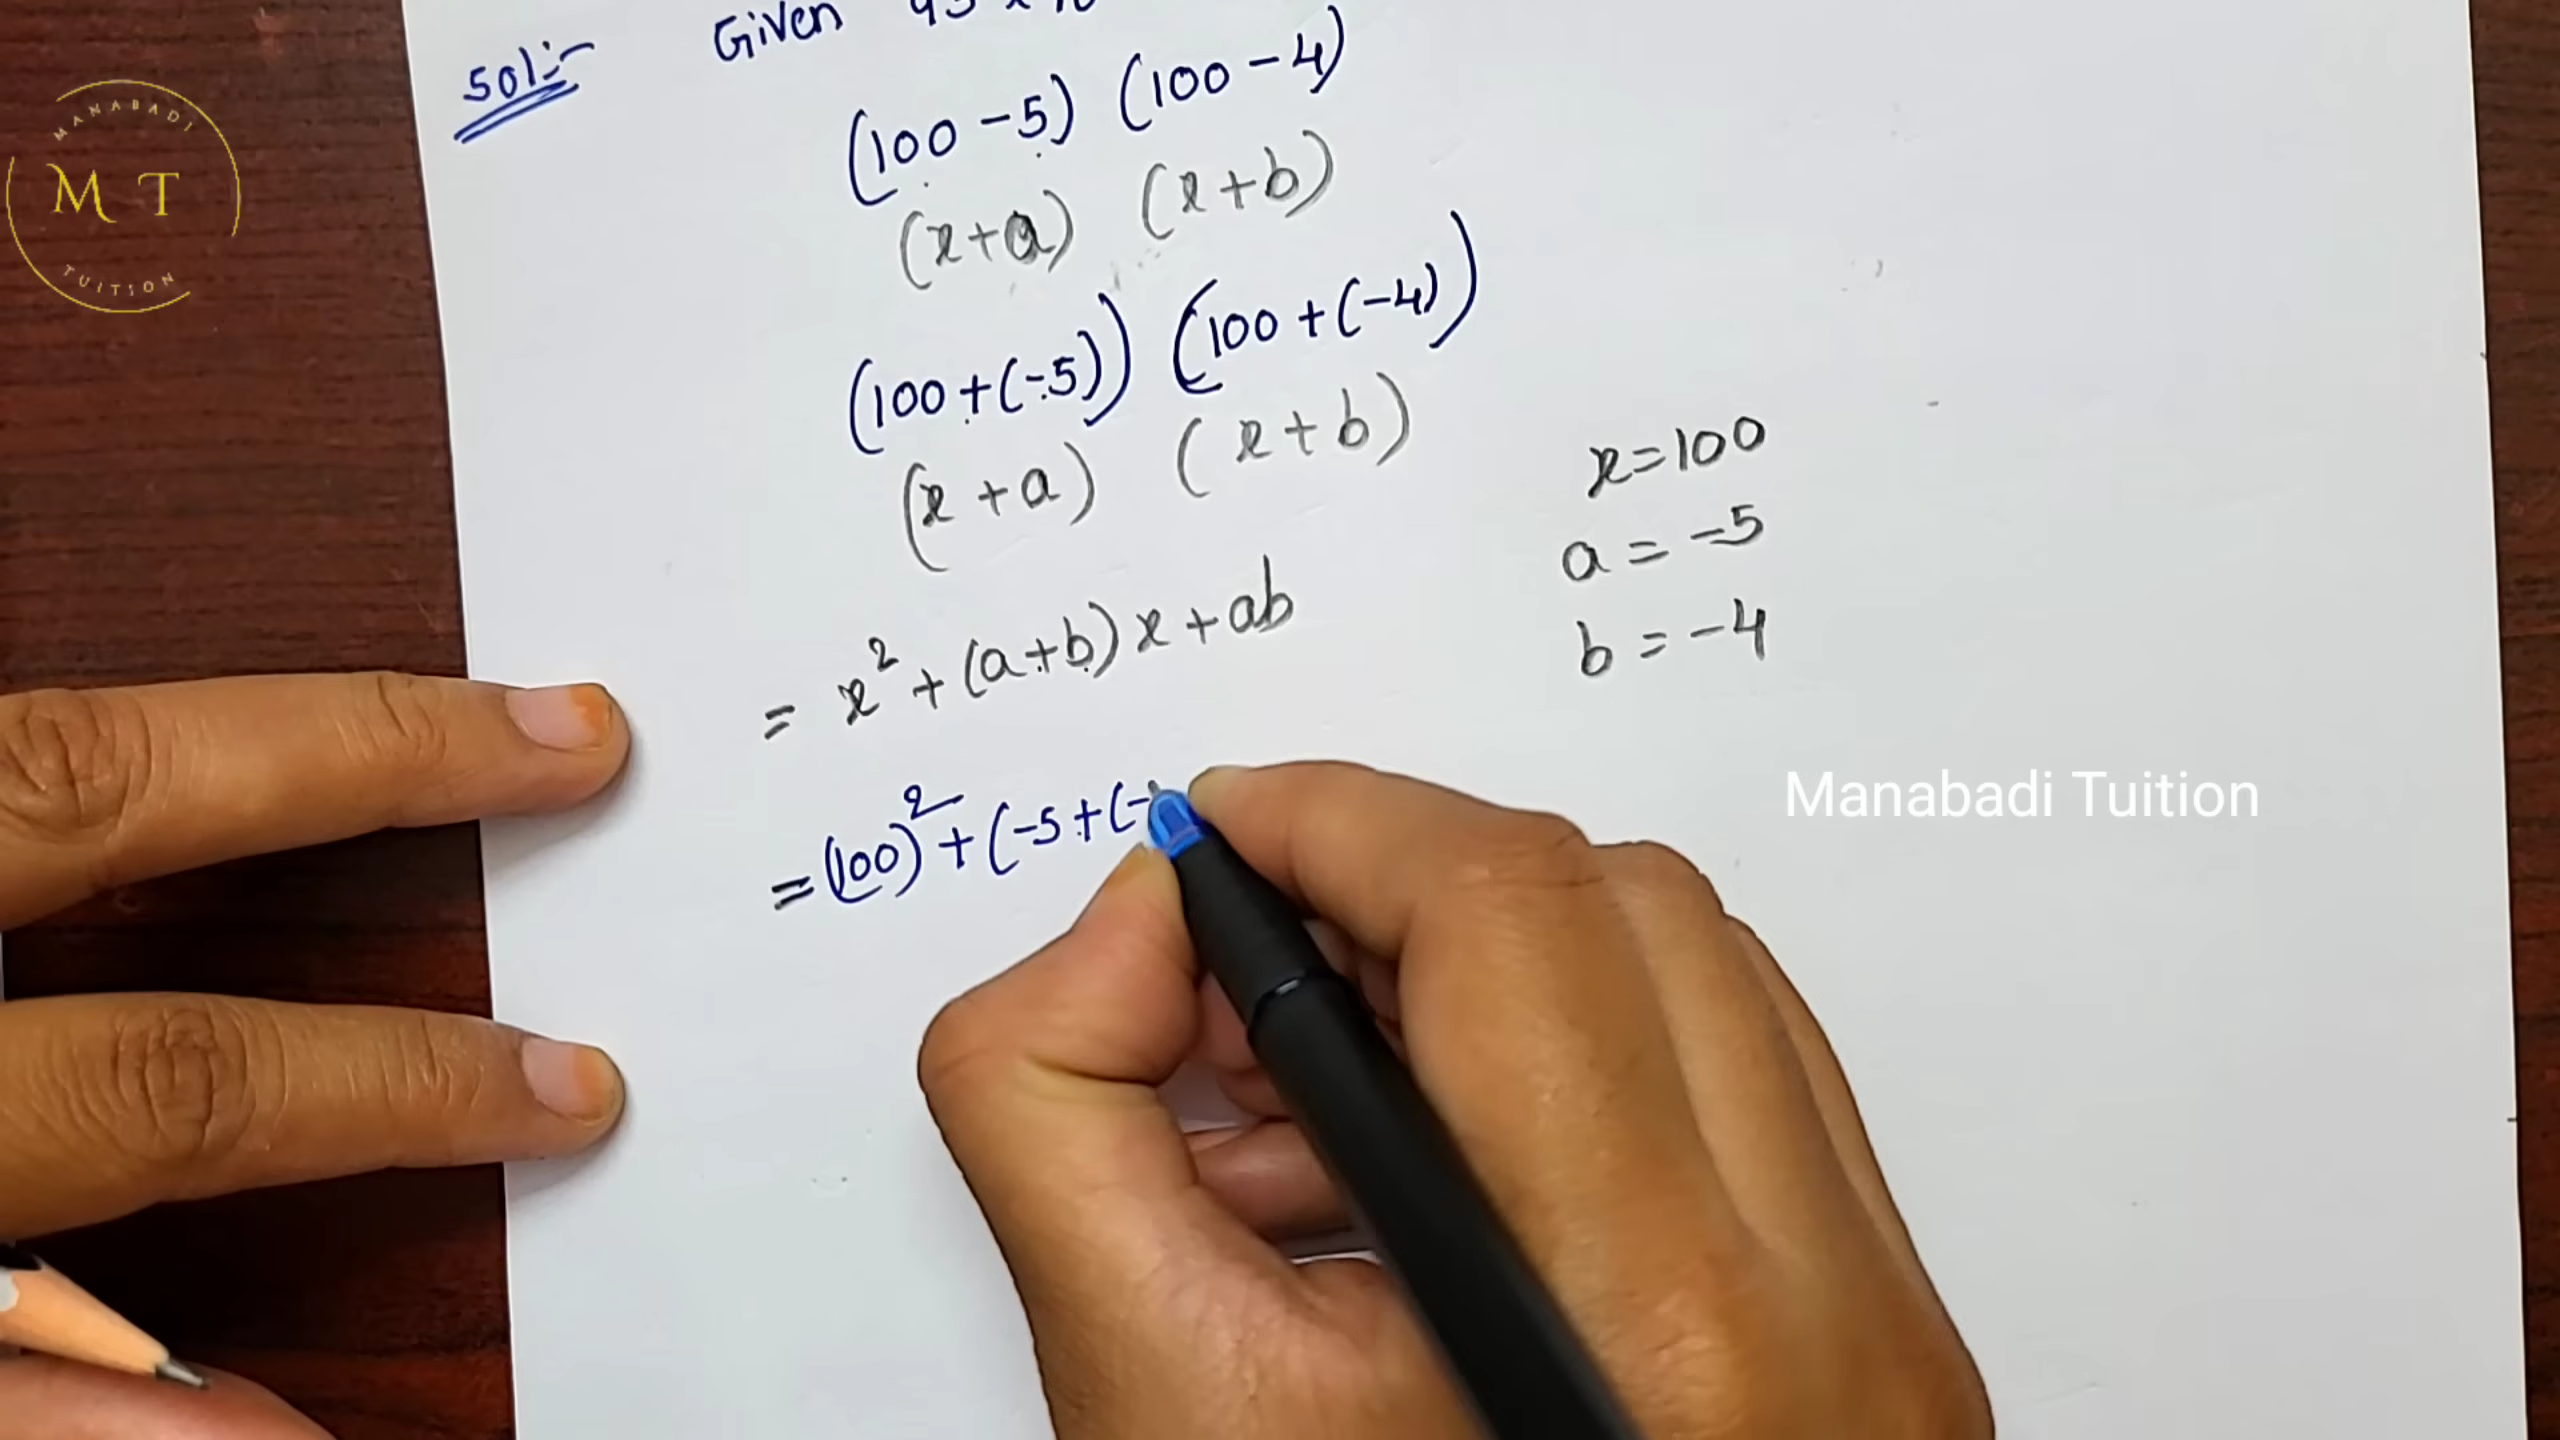 MANABADI
M T
TUITION
Sol:-
Given 95 ×
(100 - 5) (100 - 4)
(x+a) (x+b)
(100 + (-5)) (100 + (-4))
(x + a) (x + b)
x = 100
a = -5
b = -4
= x² + (a+b) x + ab
= (100)² + (-5 + (-
Manabadi Tuition